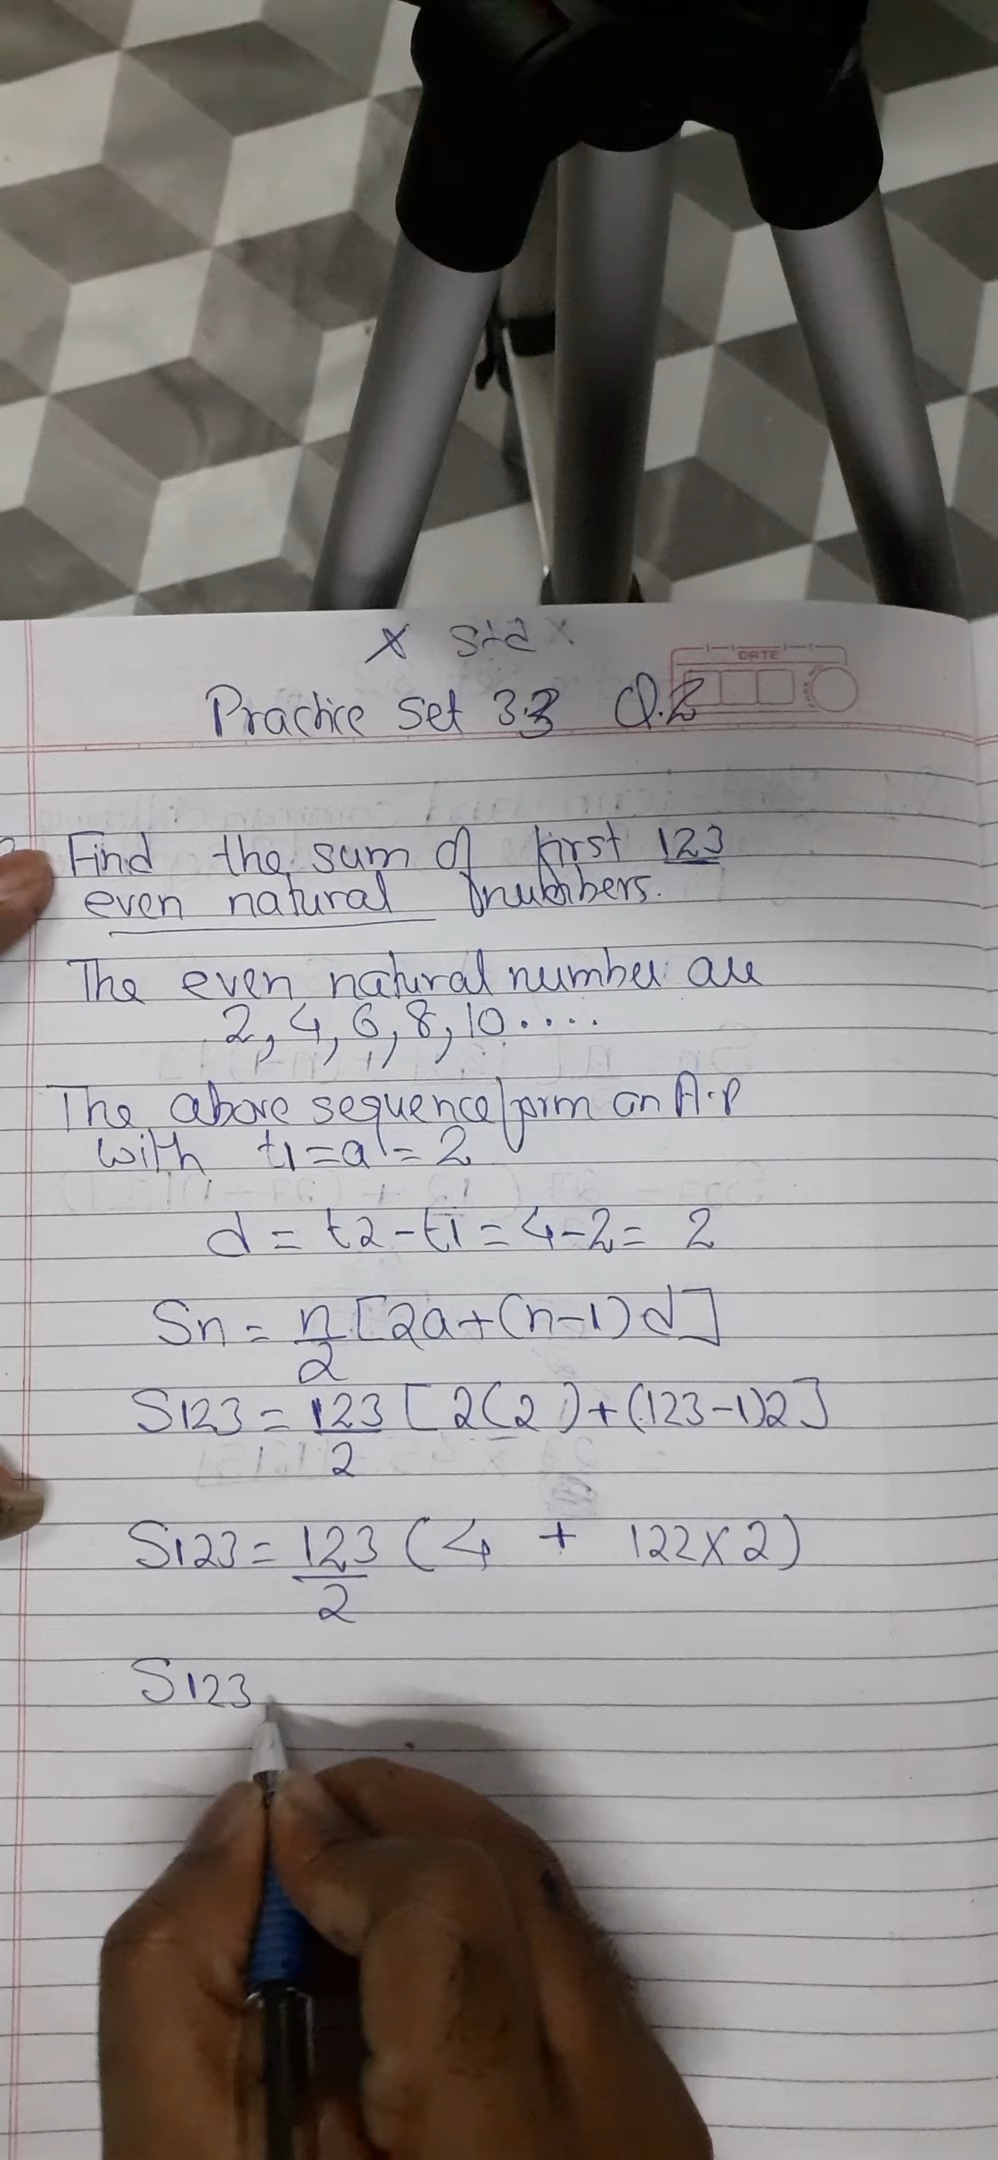 x Std x
DATE
Practice Set 3.3 Q.2
Find the sum of first 123
even natural numbers.
The even natural number are
2, 4, 6, 8, 10....
The above sequence form an A.P
with t1 = a = 2
d = t2 - t1 = 4 - 2 = 2
Sn = n/2 [2a + (n-1) d]
S123 = 123/2 [2(2) + (123-1)2]
S123 = 123/2 (4 + 122x2)
S123